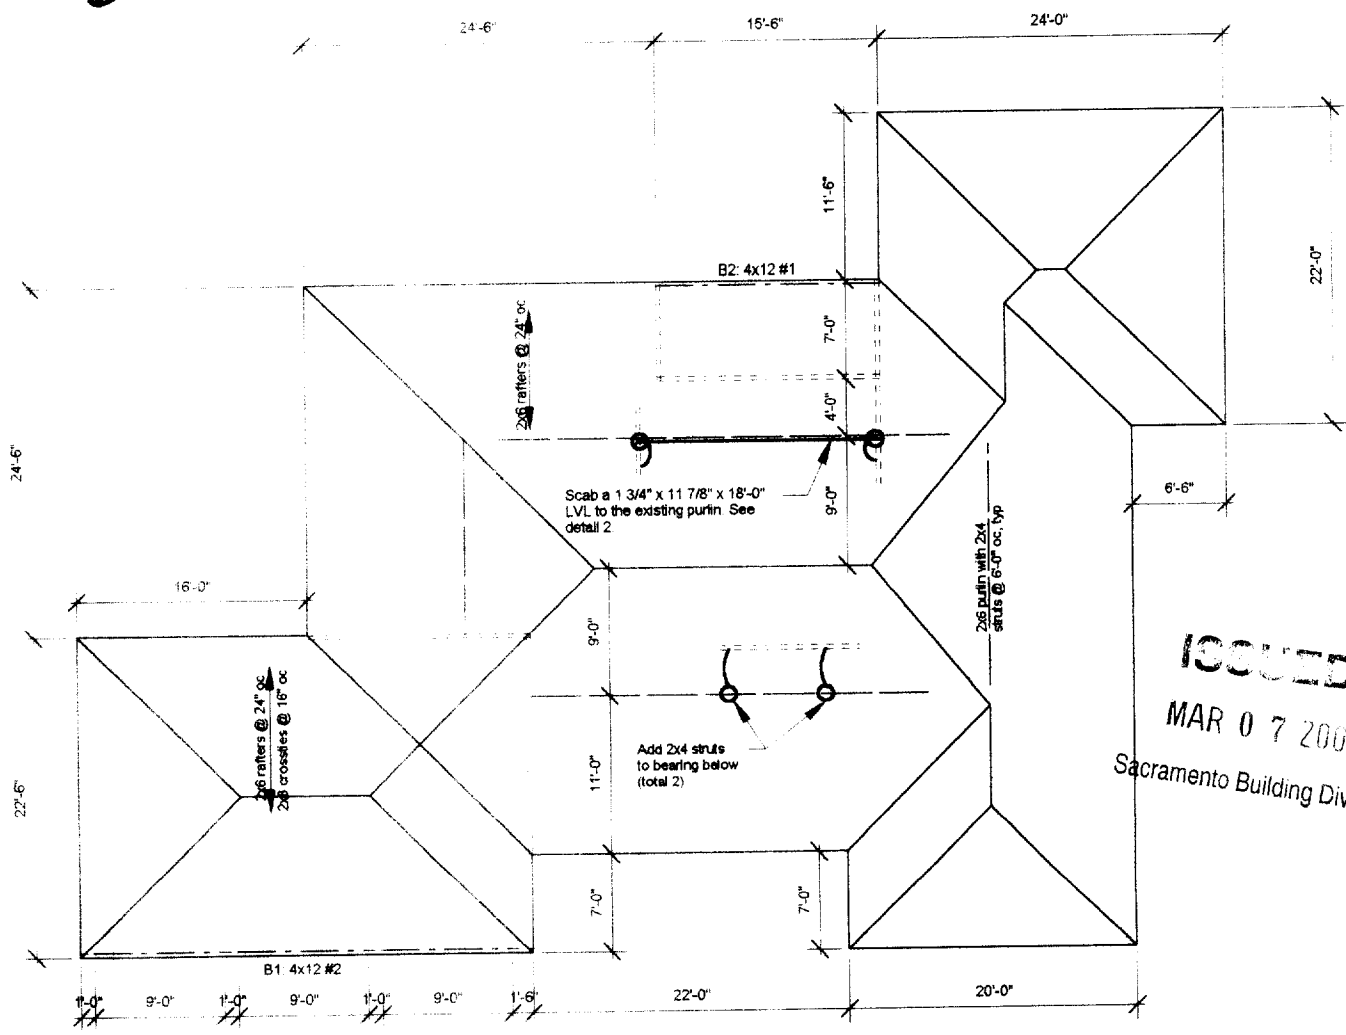 24'-6"
15'-6"
24'-0"
11'-6"
22'-0"
B2: 4x12 #1
2x6 rafters @ 24" oc
7'-0"
4'-0"
24'-6"
Scab a 1 3/4" x 11 7/8" x 18'-0"
LVL to the existing purlin. See
detail 2
9'-0"
6'-6"
2x6 purlin with 2x4
struts @ 6'-0" oc, typ
16'-0"
9'-0"
ISSUED
MAR 0 7 200
Sacramento Building Div
2x6 rafters @ 24" oc
2x8 crossties @ 16" oc
Add 2x4 struts
to bearing below
(total 2)
11'-0"
22'-6"
7'-0"
7'-0"
B1: 4x12 #2
1'-0"
9'-0"
1'-0"
9'-0"
1'-0"
9'-0"
1'-6"
22'-0"
20'-0"